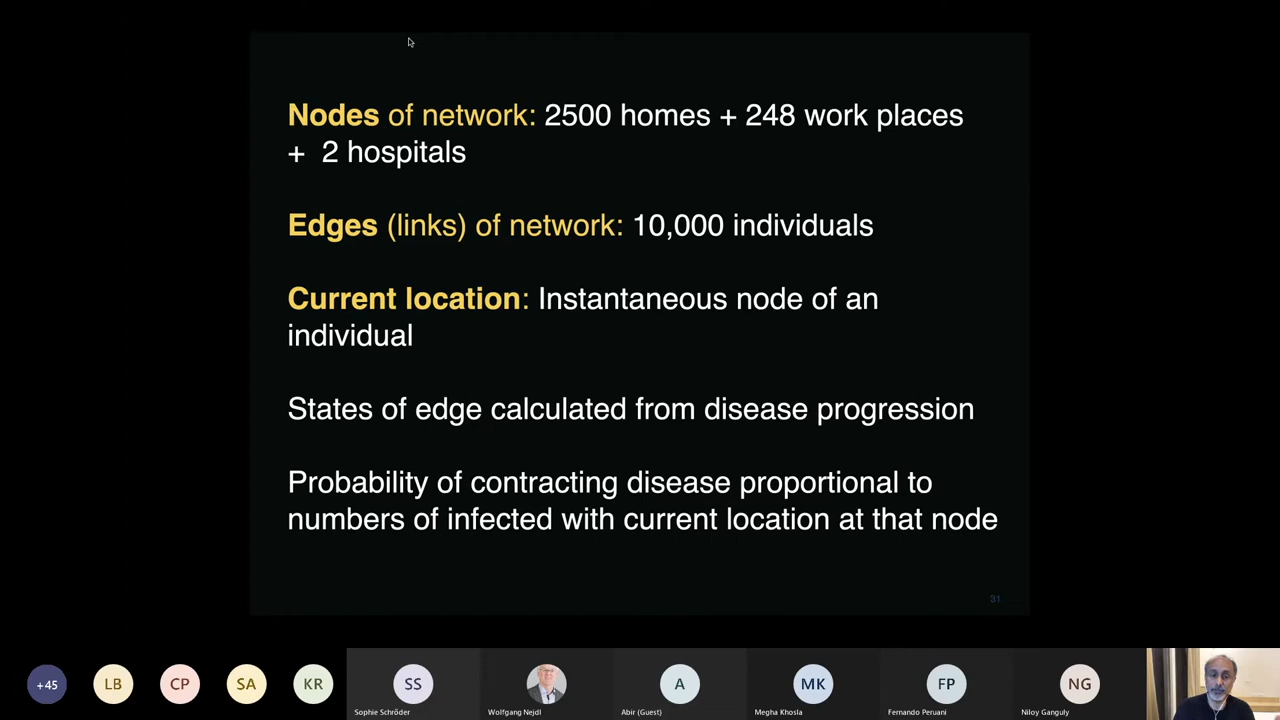 Nodes of network: 2500 homes + 248 work places
+ 2 hospitals
Edges (links) of network: 10,000 individuals
Current location: Instantaneous node of an
individual
States of edge calculated from disease progression
Probability of contracting disease proportional to
numbers of infected with current location at that node
31
+45
LB
CP
SA
KR
SS
A
MK
FP
NG
Sophie Schröder
Wolfgang Nejdl
Abir (Guest)
Megha Khosla
Fernando Peruani
Niloy Ganguly